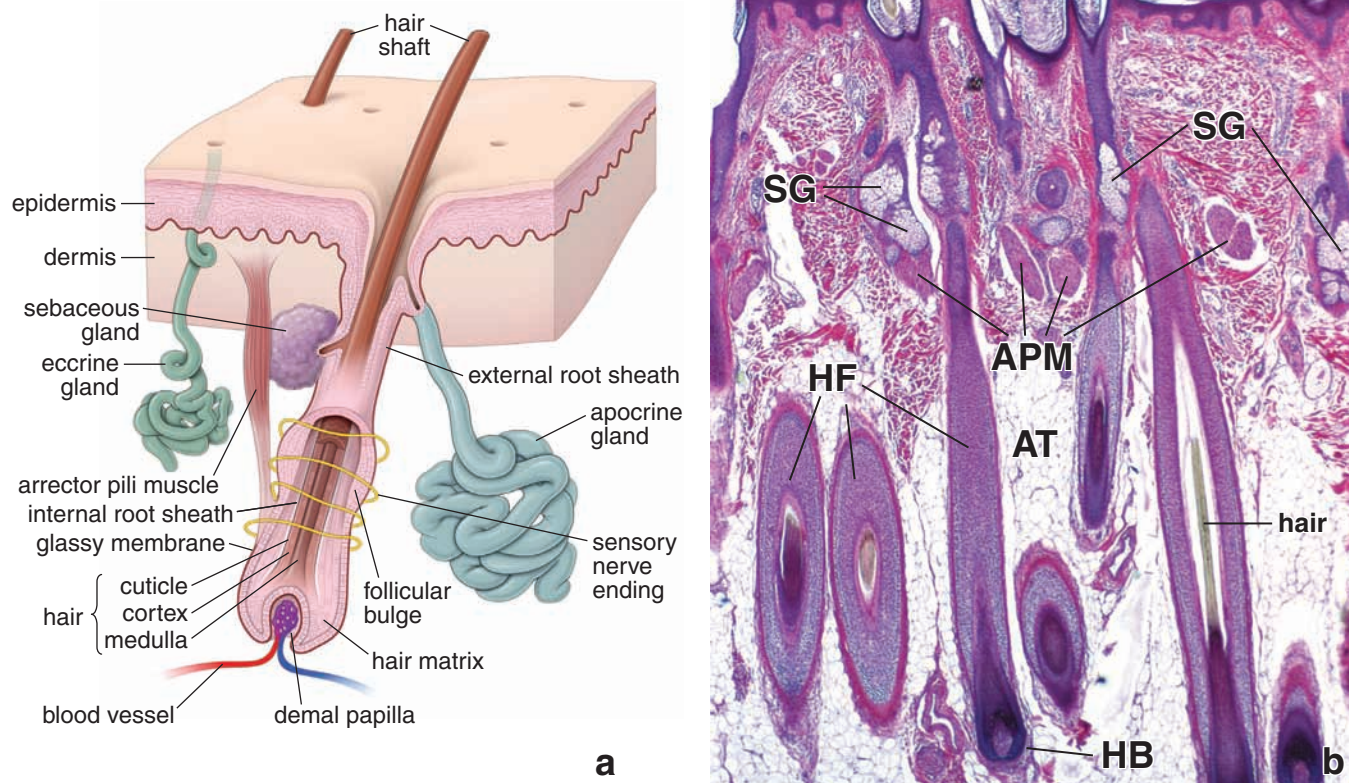 hair
shaft
epidermis
dermis
sebaceous
gland
eccrine
gland
external root sheath
apocrine
gland
arrector pili muscle
internal root sheath
glassy membrane
sensory
nerve
ending
hair
cuticle
cortex
medulla
follicular
bulge
hair matrix
blood vessel
demal papilla
a
SG
SG
APM
HF
AT
hair
HB
b